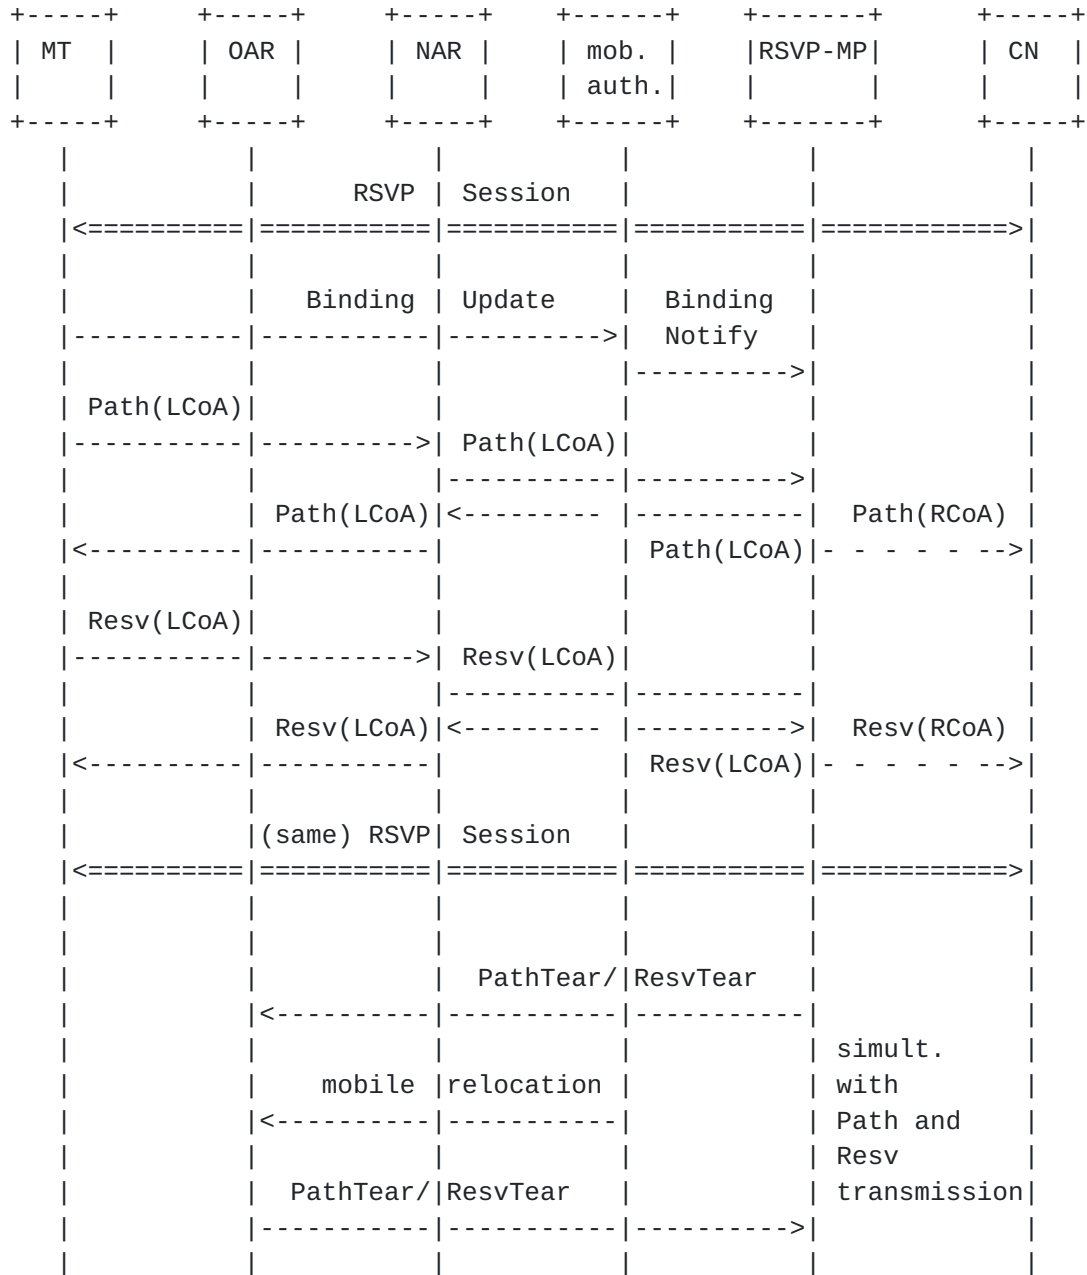 MT OAR NAR mob. RSVP-MP CN
auth.
RSVP Session
Binding Update Binding
Notify
Path(LCoA)
Path(LCoA)
Path(LCoA) Path(RCoA)
Path(LCoA)
Resv(LCoA)
Resv(LCoA)
Resv(LCoA) Resv(RCoA)
Resv(LCoA)
(same) RSVP Session
PathTear/ ResvTear
simult.
mobile relocation with
Path and
Resv
PathTear/ ResvTear transmission